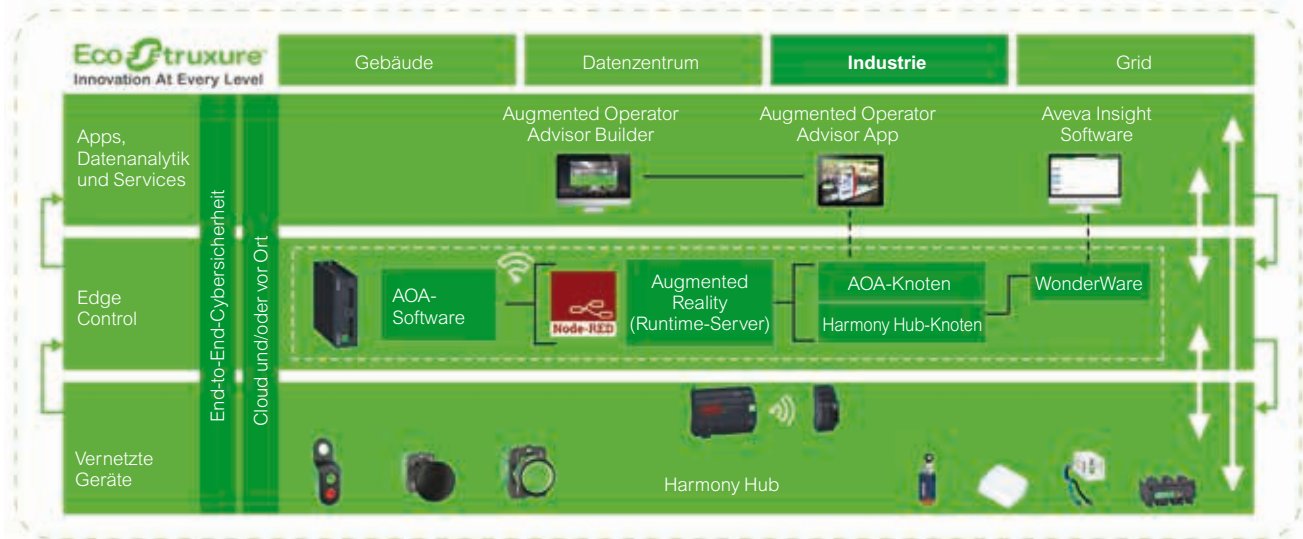 EcoStruxure™
Innovation At Every Level
Gebäude
Datenzentrum
Industrie
Grid
Apps,
Datenanalytik
und Services
End-to-End-Cybersicherheit
Cloud und/oder vor Ort
Augmented Operator
Advisor Builder
Augmented Operator
Advisor App
Aveva Insight
Software
Edge
Control
AOA-
Software
Node-RED
Augmented
Reality
(Runtime-Server)
AOA-Knoten
Harmony Hub-Knoten
WonderWare
Vernetzte
Geräte
Harmony Hub